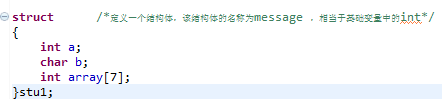 struct /*定义一个结构体，该结构体的名称为message ，相当于基础变量中的int*/
{
int a;
char b;
int array[7];
}stu1;